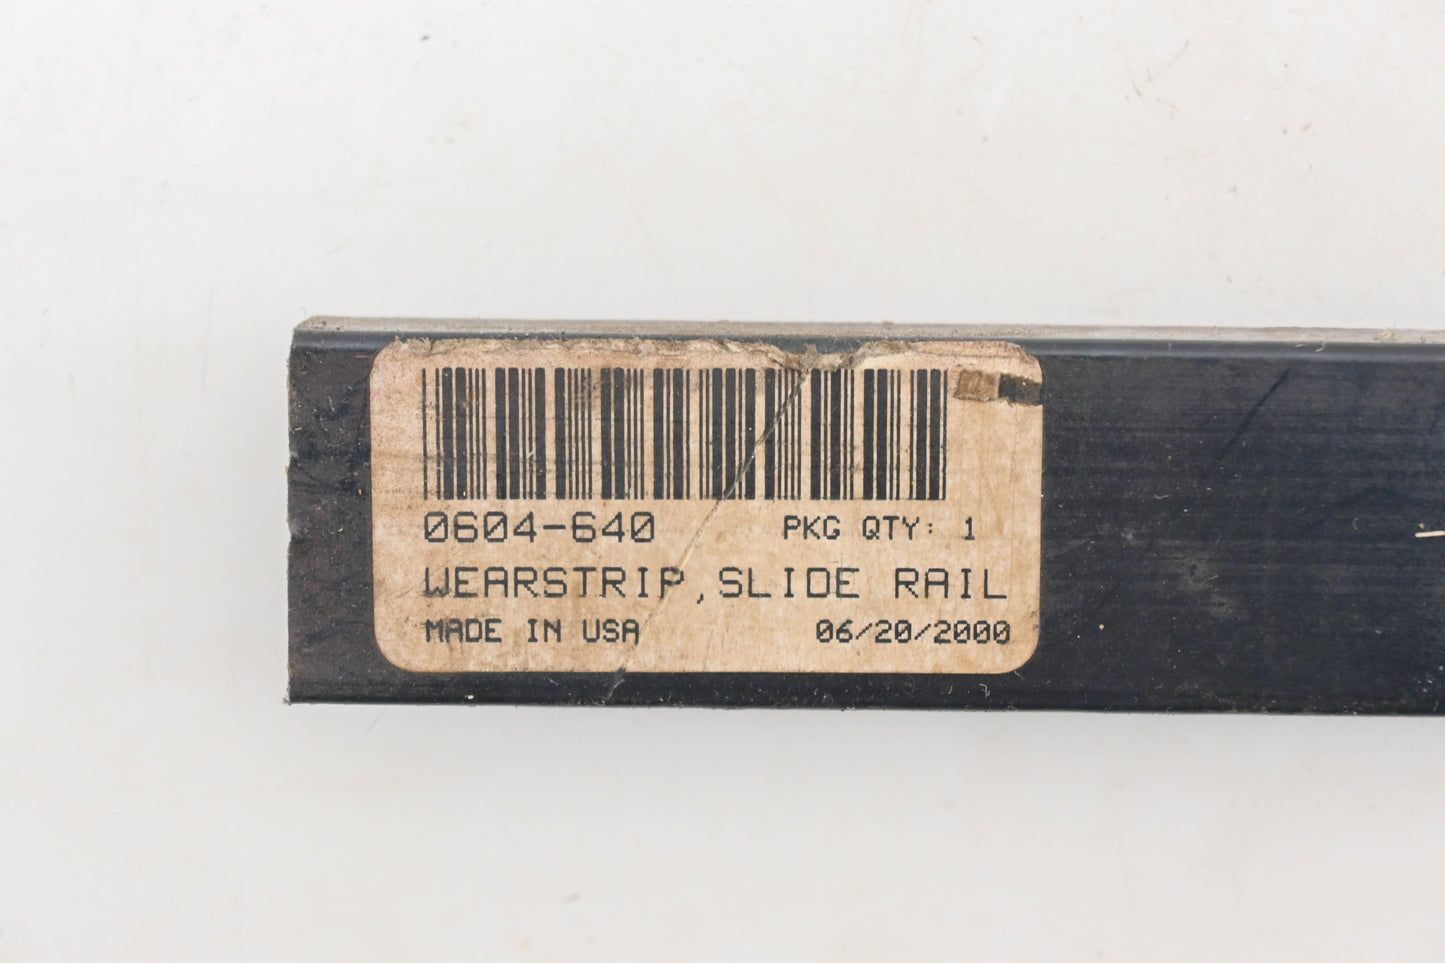 0604-640 PKG QTY: 1
WEARSTRIP,SLIDE RAIL
MADE IN USA 06/20/2000